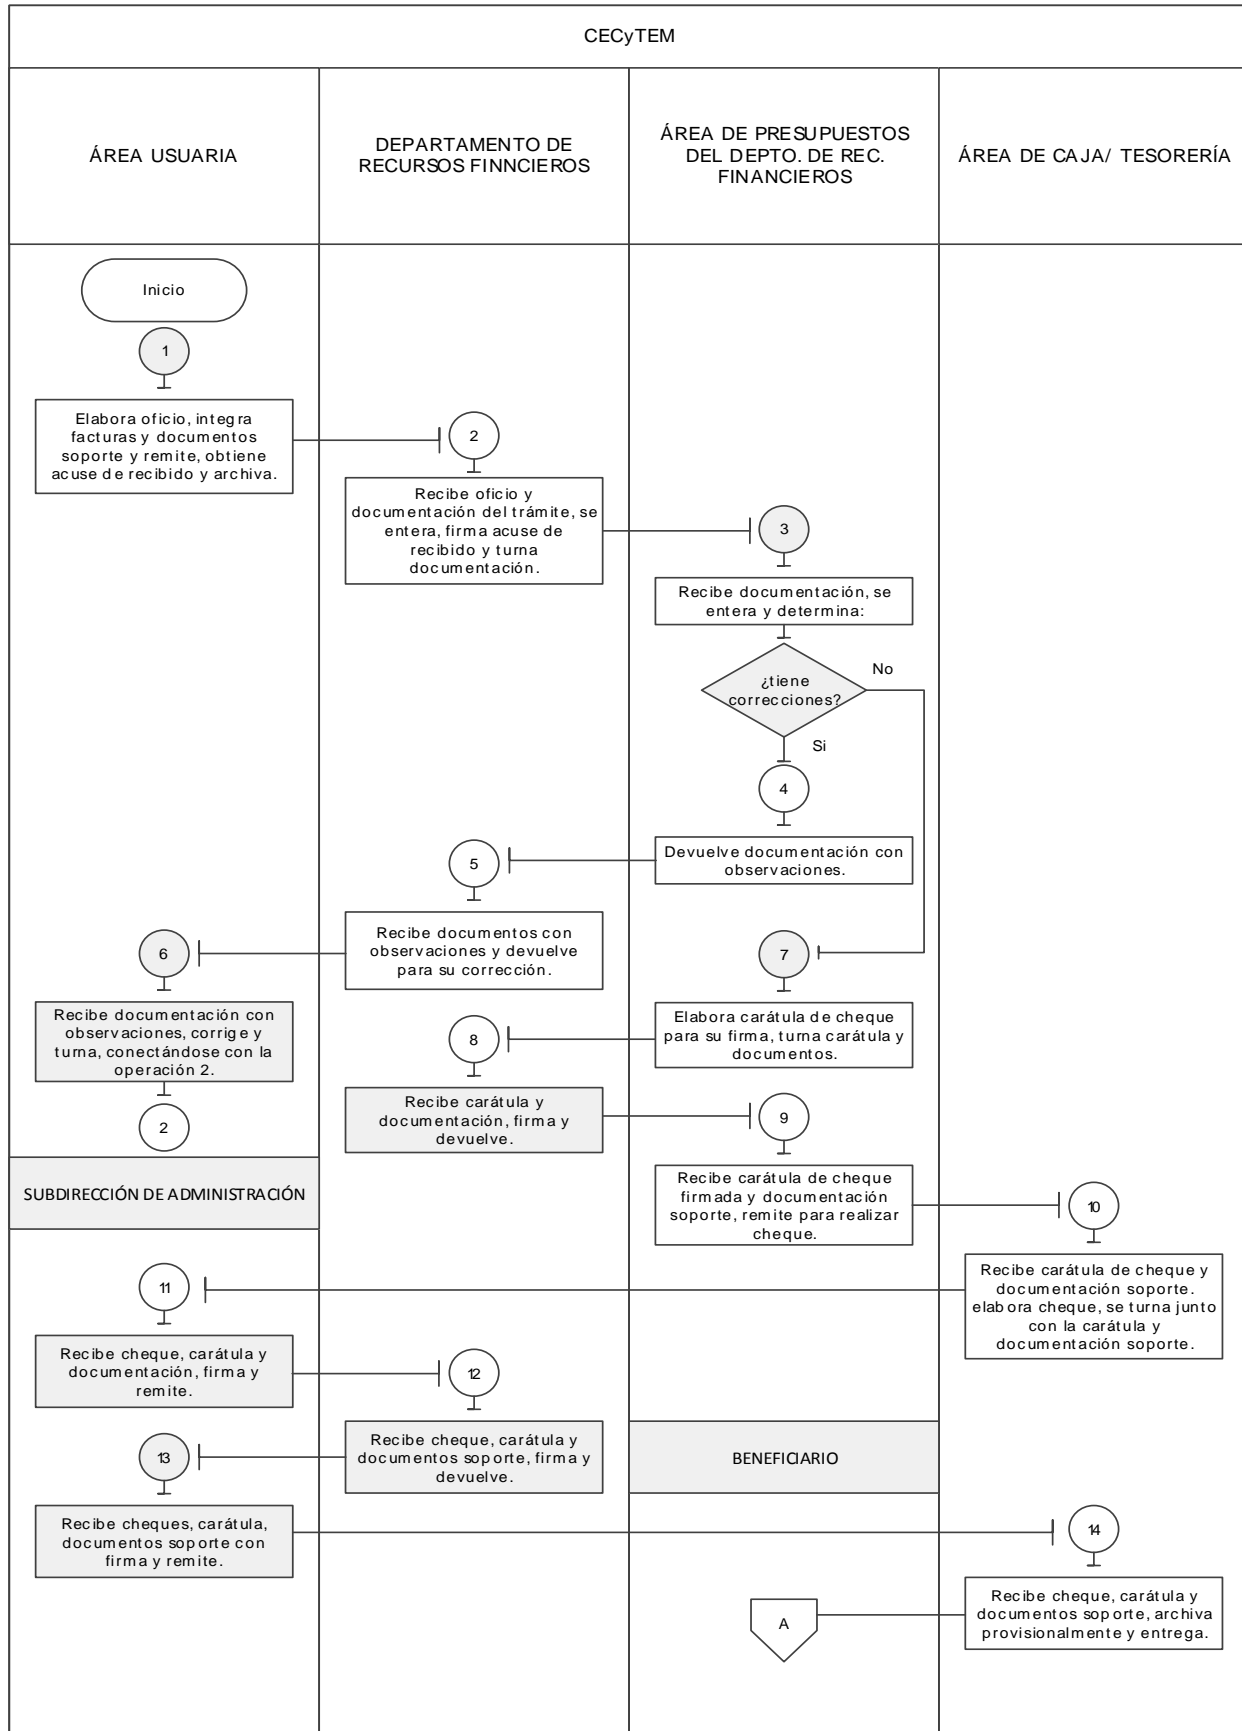 CECyTEM
ÁREA USUARIA
DEPARTAMENTO DE
RECURSOS FINNCIEROS
ÁREA DE PRESUPUESTOS
DEL DEPTO. DE REC.
FINANCIEROS
ÁREA DE CAJA/ TESORERÍA
Inicio
1
Elabora oficio, integra
facturas y documentos
soporte y remite, obtiene
acuse de recibido y archiva.
2
Recibe oficio y
documentación del trámite, se
entera, firma acuse de
recibido y turna
documentación.
3
Recibe documentación, se
entera y determina:
¿tiene
correcciones?
No
Si
4
Devuelve documentación con
observaciones.
5
Recibe documentos con
observaciones y devuelve
para su corrección.
6
Recibe documentación con
observaciones, corrige y
turna, conectándose con la
operación 2.
2
7
Elabora carátula de cheque
para su firma, turna carátula y
documentos.
8
Recibe carátula y
documentación, firma y
devuelve.
9
Recibe carátula de cheque
firmada y documentación
soporte, remite para realizar
cheque.
10
Recibe carátula de cheque y
documentación soporte.
elabora cheque, se turna junto
con la carátula y
documentación soporte.
SUBDIRECCIÓN DE ADMINISTRACIÓN
11
Recibe cheque, carátula y
documentación, firma y
remite.
12
Recibe cheque, carátula y
documentos soporte, firma y
devuelve.
13
Recibe cheques, carátula,
documentos soporte con
firma y remite.
BENEFICIARIO
14
Recibe cheque, carátula y
documentos soporte, archiva
provisionalmente y entrega.
A